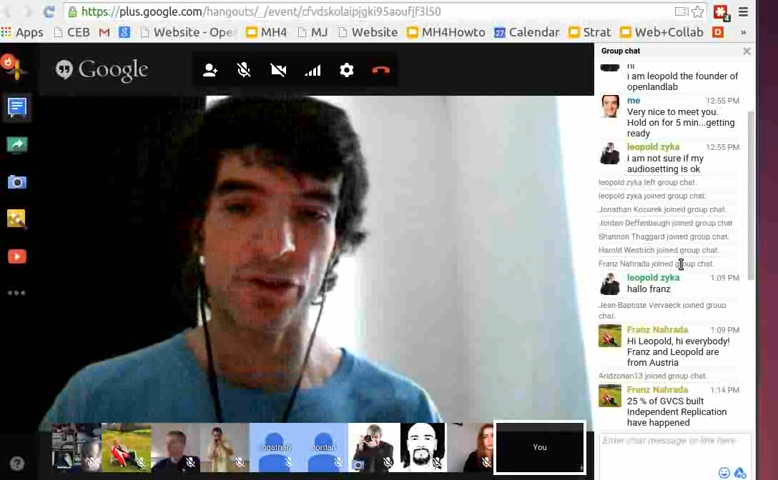 https://plus.google.com/hangouts/_/event/cfvdskolaipjgki95aoufjf3l50
Apps CEB MJ Website - Ope MH4 MJ Website MH4Howto Calendar Strat Web+Collab
Google
Group chat
hi
i am leopold the founder of
openlandlab
me 12:55 PM
Very nice to meet you.
Hold on for 5 min...getting
ready
leopold zyka 12:55 PM
i am not sure if my
audiosetting is ok
leopold zyka left group chat.
leopold zyka joined group chat.
Jonathan Kocurek joined group chat.
Jordan Deffenbaugh joined group chat
Shannon Thaggard joined group chat.
Harold Westrich joined group chat.
Franz Nahrada joined group chat.
leopold zyka 1:09 PM
hallo franz
Jean-Baptiste Vervaeck joined group
chat.
Franz Nahrada 1:09 PM
Hi Leopold, hi everybody!
Franz and Leopold are
from Austria
Aridzonan13 joined group chat.
Franz Nahrada 1:14 PM
25 % of GVCS built
Independent Replication
have happened
Enter chat message or link here
Jonathan
Jordan
You